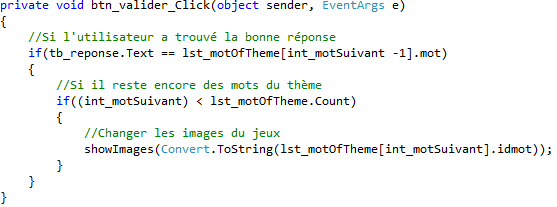 private void btn_valider_Click(object sender, EventArgs e)
{
    //Si l'utilisateur a trouvé la bonne réponse
    if(tb_reponse.Text == lst_motOfTheme[int_motSuivant -1].mot)
    {
        //Si il reste encore des mots du thème
        if((int_motSuivant) < lst_motOfTheme.Count)
        {
            //Changer les images du jeux
            showImages(Convert.ToString(lst_motOfTheme[int_motSuivant].idmot));
        }
    }
}